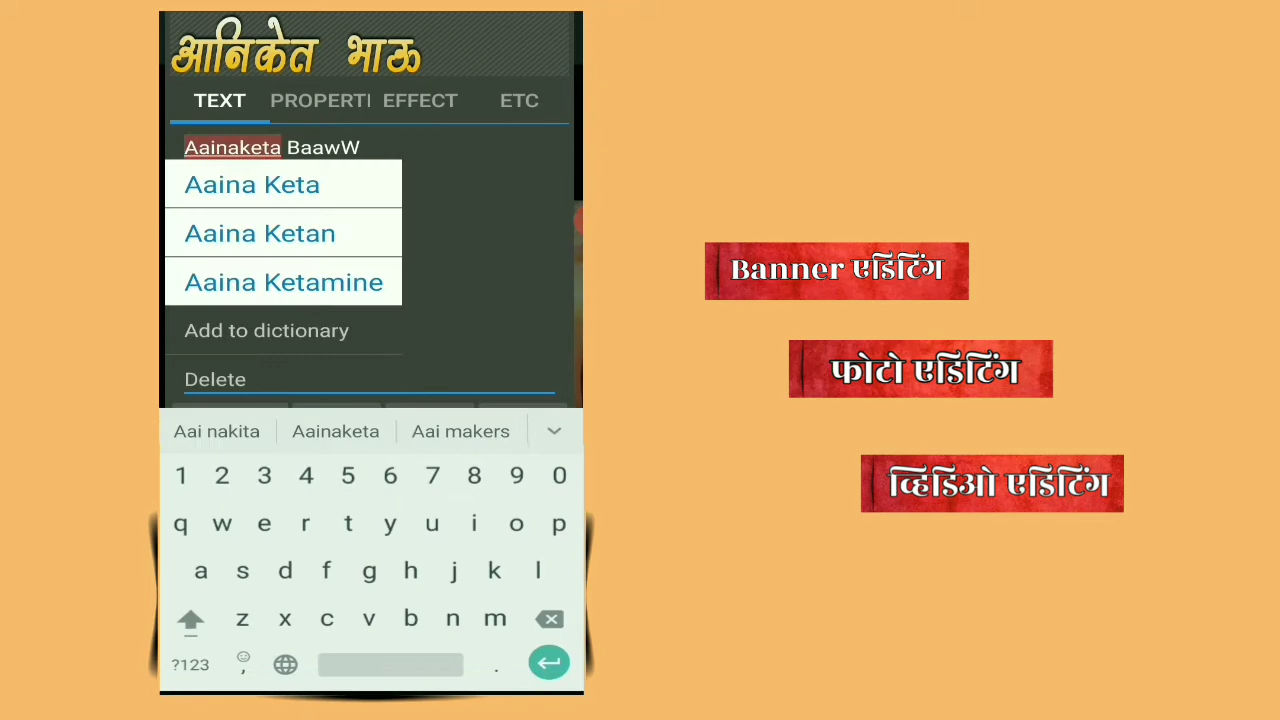 आनिकेत भाऊ
TEXT PROPERTI EFFECT ETC
Aainaketa BaawW
Aaina Keta
Aaina Ketan
Aaina Ketamine
Add to dictionary
Delete
Aai nakita Aainaketa Aai makers
1 2 3 4 5 6 7 8 9 0
q w e r t y u i o p
a s d f g h j k l
z x c v b n m
?123 , .
Banner एडिटिंग
फोटो एडिटिंग
व्हिडिओ एडिटिंग